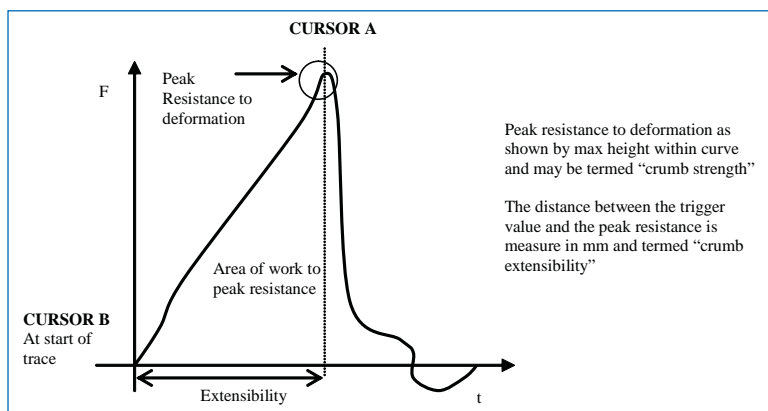 CURSOR A
F
Peak
Resistance to
deformation
Peak resistance to deformation as
shown by max height within curve
and may be termed “crumb strength”
The distance between the trigger
value and the peak resistance is
measure in mm and termed “crumb
extensibility”
Area of work to
peak resistance
CURSOR B
At start of
trace
Extensibility
t